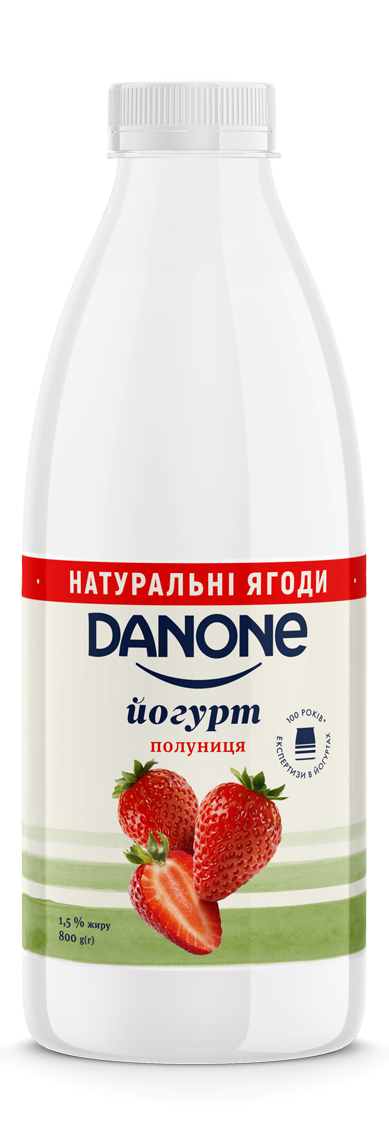 · НАТУРАЛЬНІ ЯГОДИ ·
DANONE
йогурт
полуниця
100 РОКІВ*
ЕКСПЕРТИЗИ В ЙОГУРТАХ
1,5 % жиру
800 g(г)